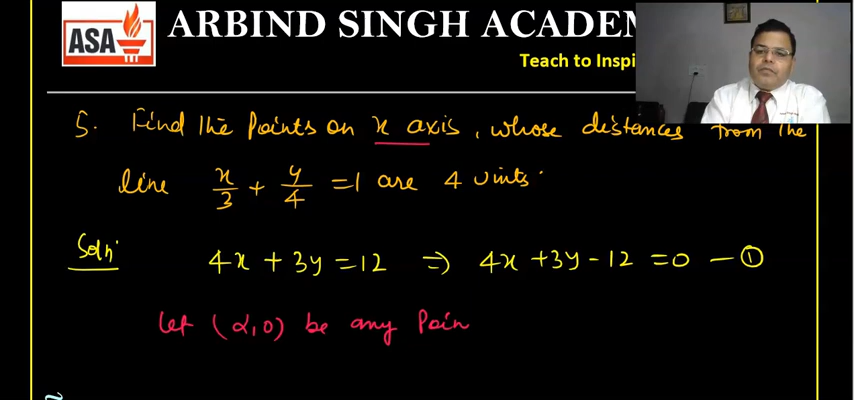 ASA
ARBIND SINGH ACADEM
Teach to Inspi
5. Find the Points on x axis, whose distances from the
line x/3 + y/4 = 1 are 4 units.
Soln:
4x + 3y = 12 ⇒ 4x + 3y - 12 = 0 — ①
Let (α, 0) be any Poin